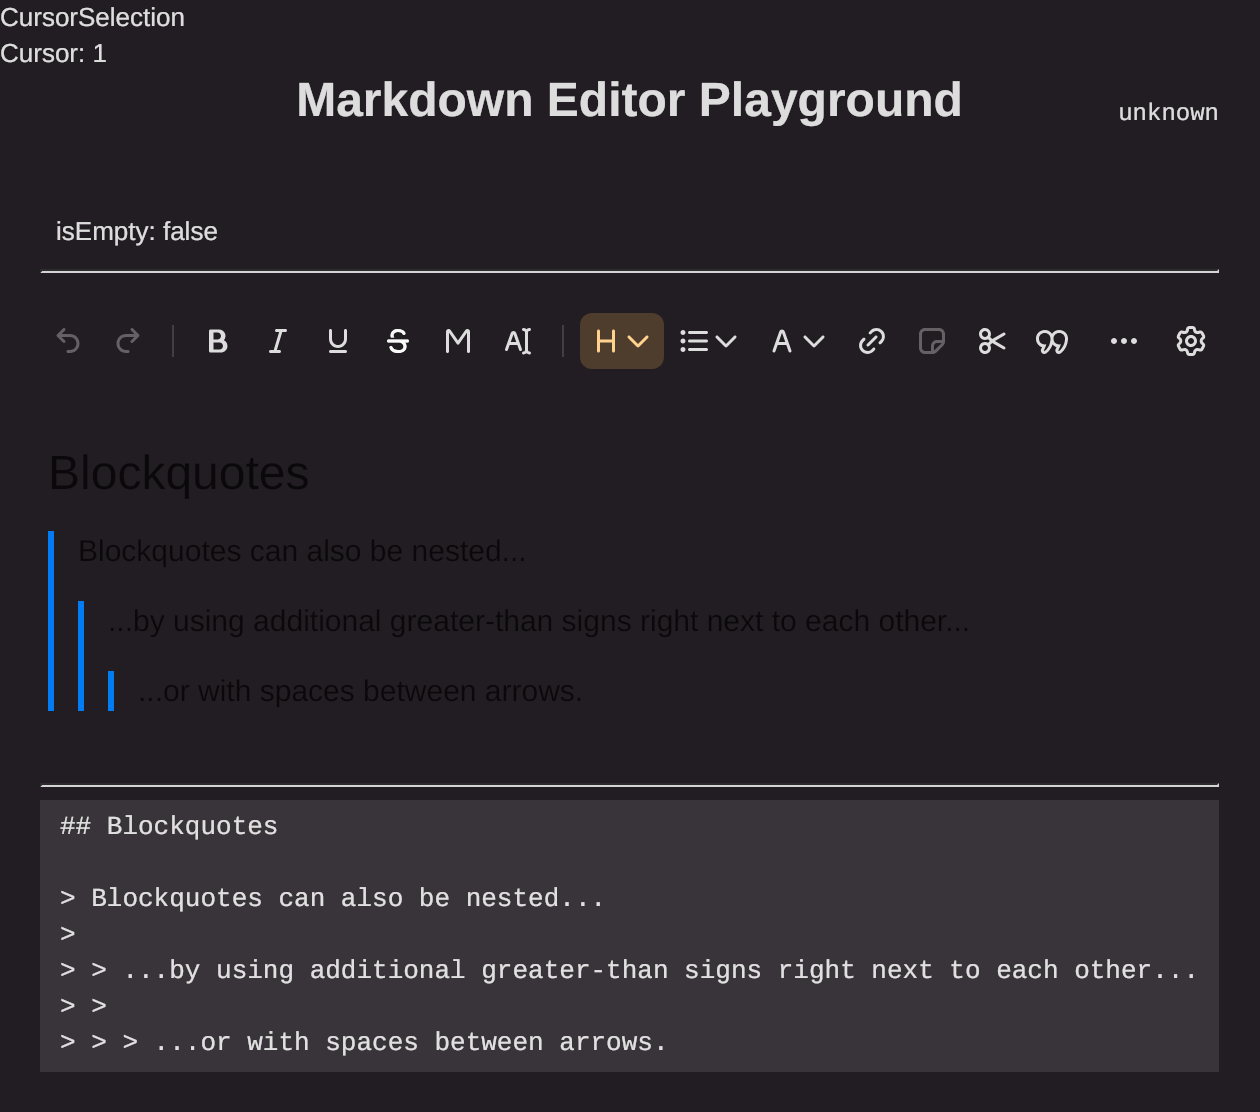 CursorSelection
Cursor: 1
Markdown Editor Playground
unknown
isEmpty: false
B I U S M A H A
Blockquotes
Blockquotes can also be nested...
...by using additional greater-than signs right next to each other...
...or with spaces between arrows.
## Blockquotes
> Blockquotes can also be nested...
>
> > ...by using additional greater-than signs right next to each other...
> >
> > > ...or with spaces between arrows.